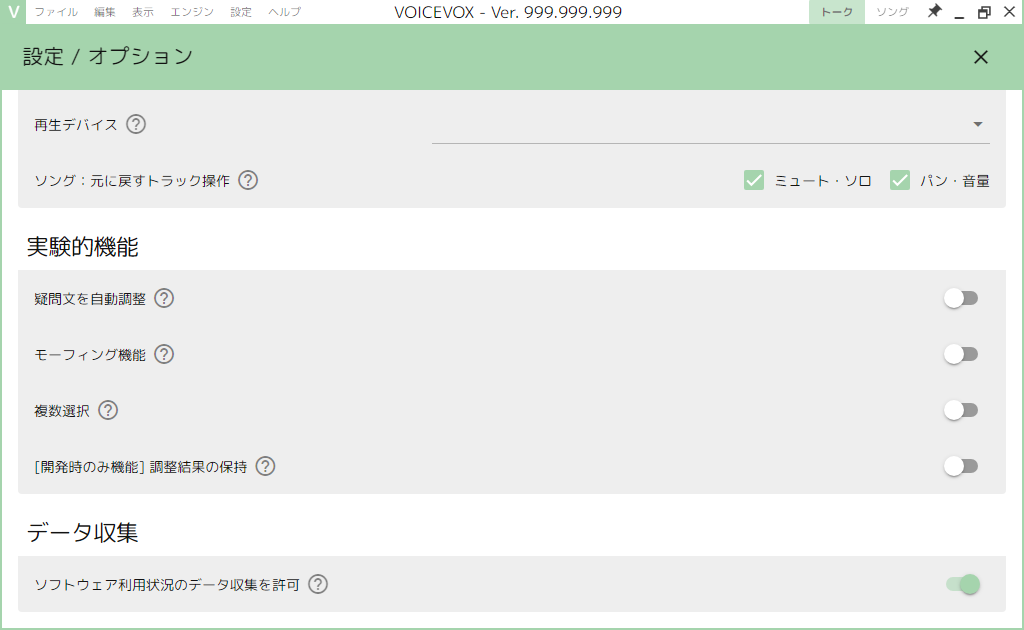 V ファイル 編集 表示 エンジン 設定 ヘルプ VOICEVOX - Ver. 999.999.999 トーク ソング
設定 / オプション
再生デバイス ?
ソング：元に戻すトラック操作 ? ミュート・ソロ パン・音量
実験的機能
疑問文を自動調整 ?
モーフィング機能 ?
複数選択 ?
[開発時のみ機能] 調整結果の保持 ?
データ収集
ソフトウェア利用状況のデータ収集を許可 ?